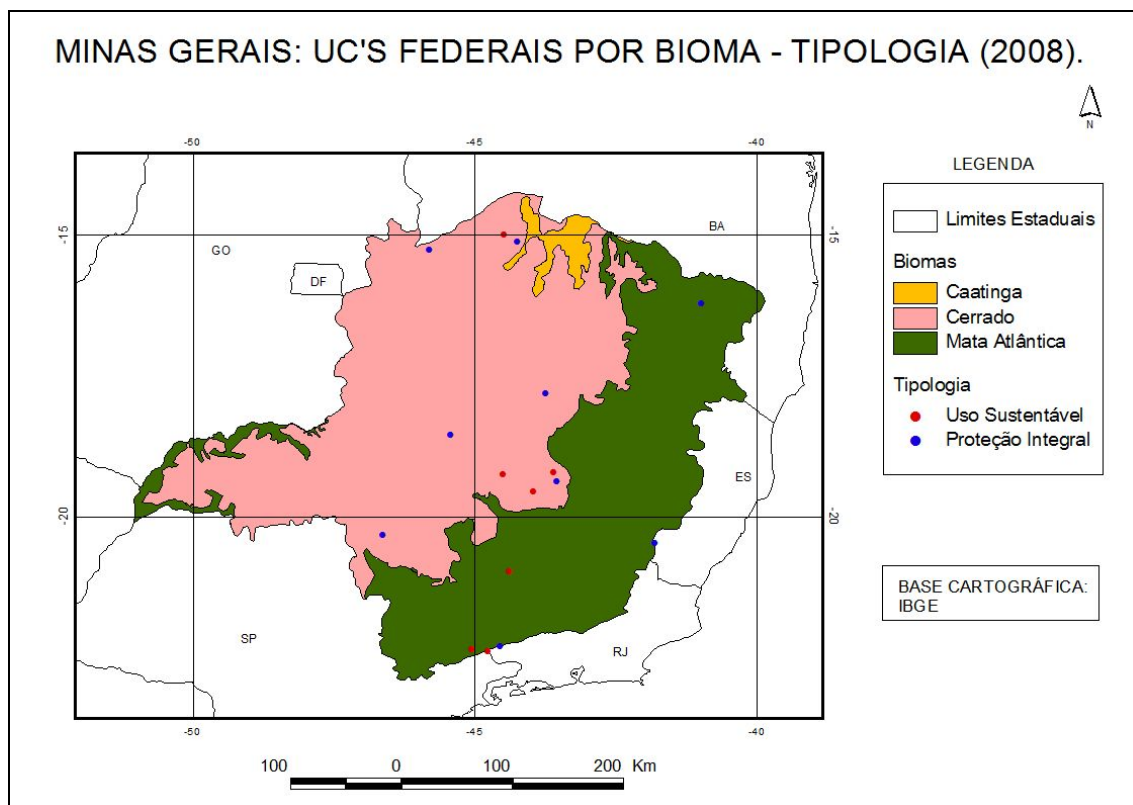 MINAS GERAIS: UC'S FEDERAIS POR BIOMA - TIPOLOGIA (2008).
N
-50
-45
-40
-15
-15
-20
-20
-50
-45
-40
GO
DF
BA
ES
SP
RJ
LEGENDA
Limites Estaduais
Biomas
Caatinga
Cerrado
Mata Atlântica
Tipologia
Uso Sustentável
Proteção Integral
BASE CARTOGRÁFICA:
IBGE
100 0 100 200 Km